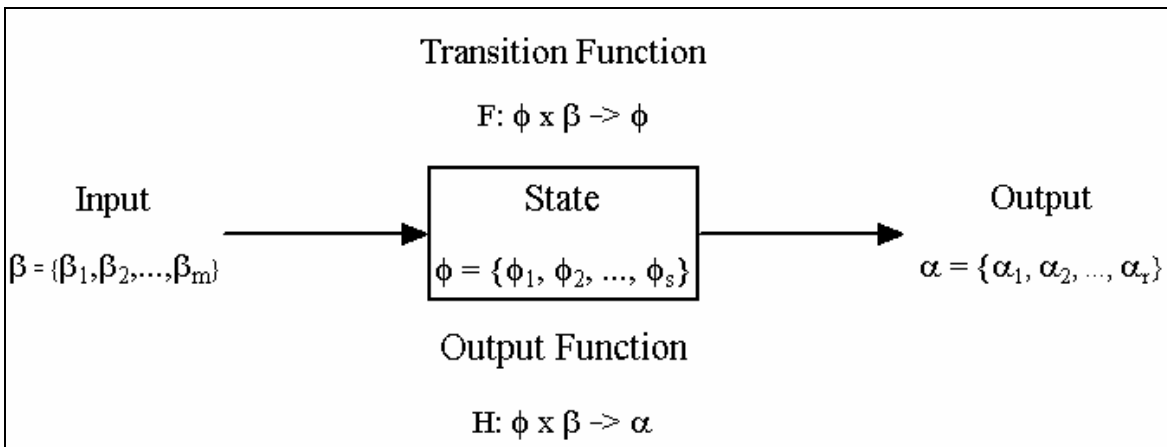 Transition Function
F: ϕ x β -> ϕ
Input
State
Output
β = {β₁,β₂,...,βₘ}
ϕ = {ϕ₁, ϕ₂, ..., ϕₛ}
α = {α₁, α₂, ..., αᵣ}
Output Function
H: ϕ x β -> α